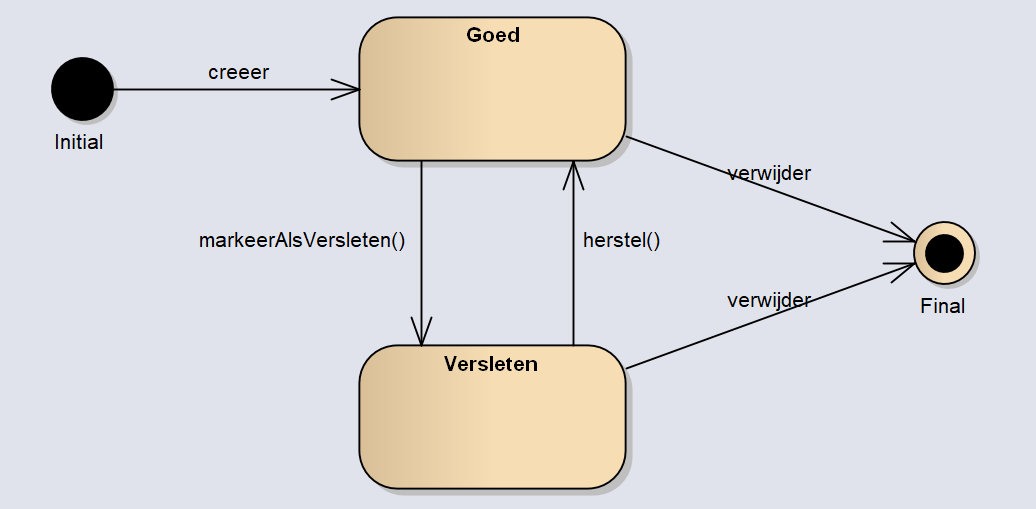 Goed
creeer
Initial
verwijder
markeerAlsVersleten()
herstel()
verwijder
Final
Versleten